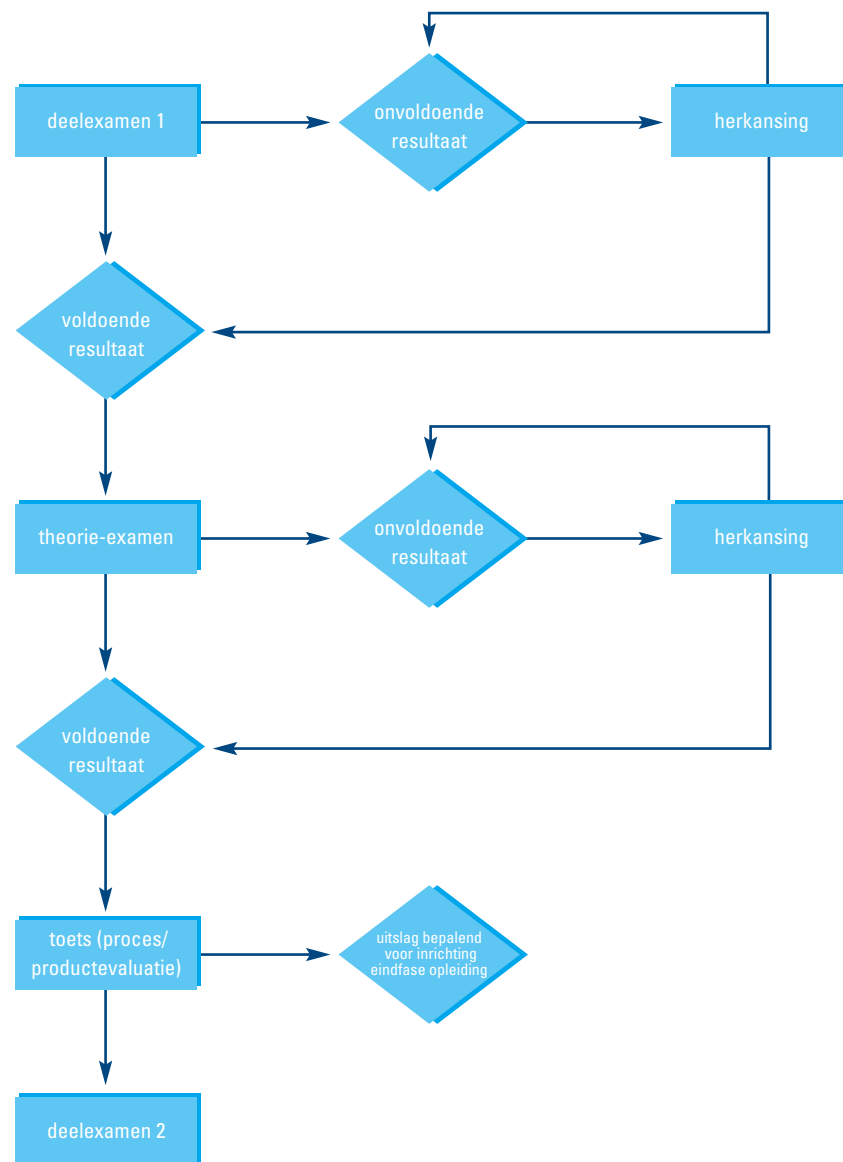 deelexamen 1
onvoldoende
resultaat
herkansing
voldoende
resultaat
theorie-examen
onvoldoende
resultaat
herkansing
voldoende
resultaat
toets (proces/
productevaluatie)
uitslag bepalend
voor inrichting
eindfase opleiding
deelexamen 2